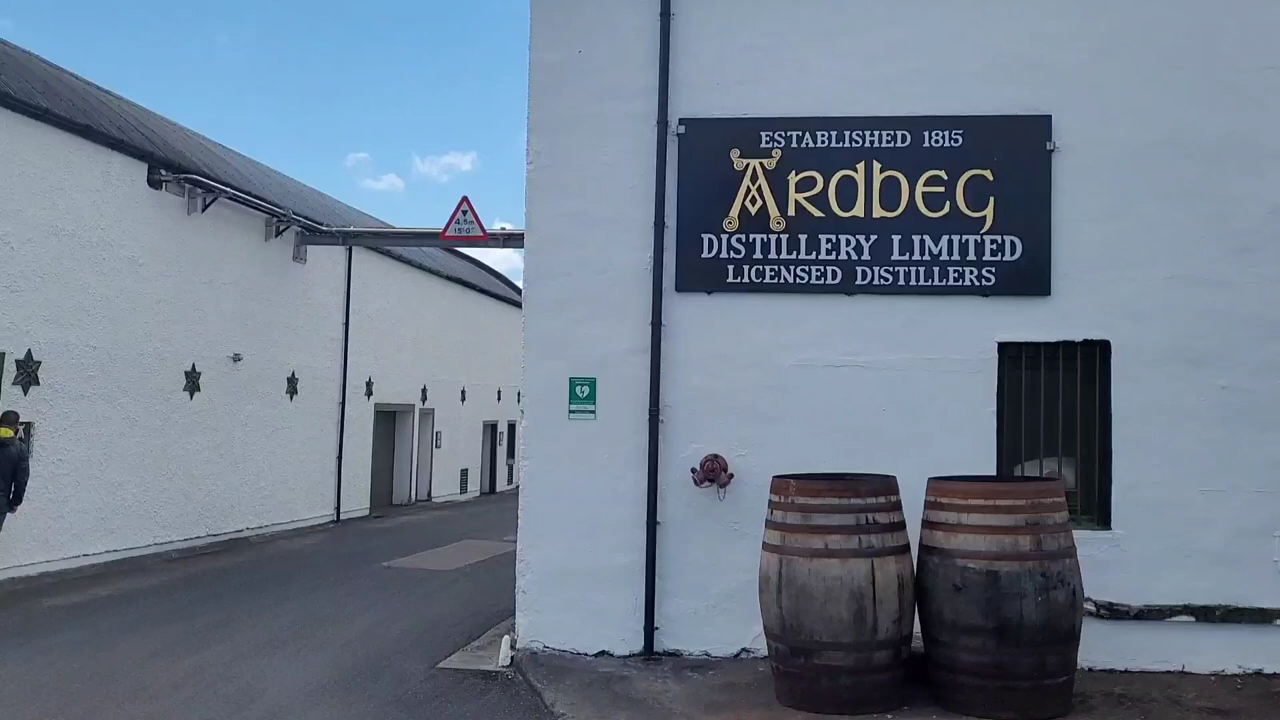 ESTABLISHED 1815
ARDBEG
DISTILLERY LIMITED
LICENSED DISTILLERS
4.5m
15'0"